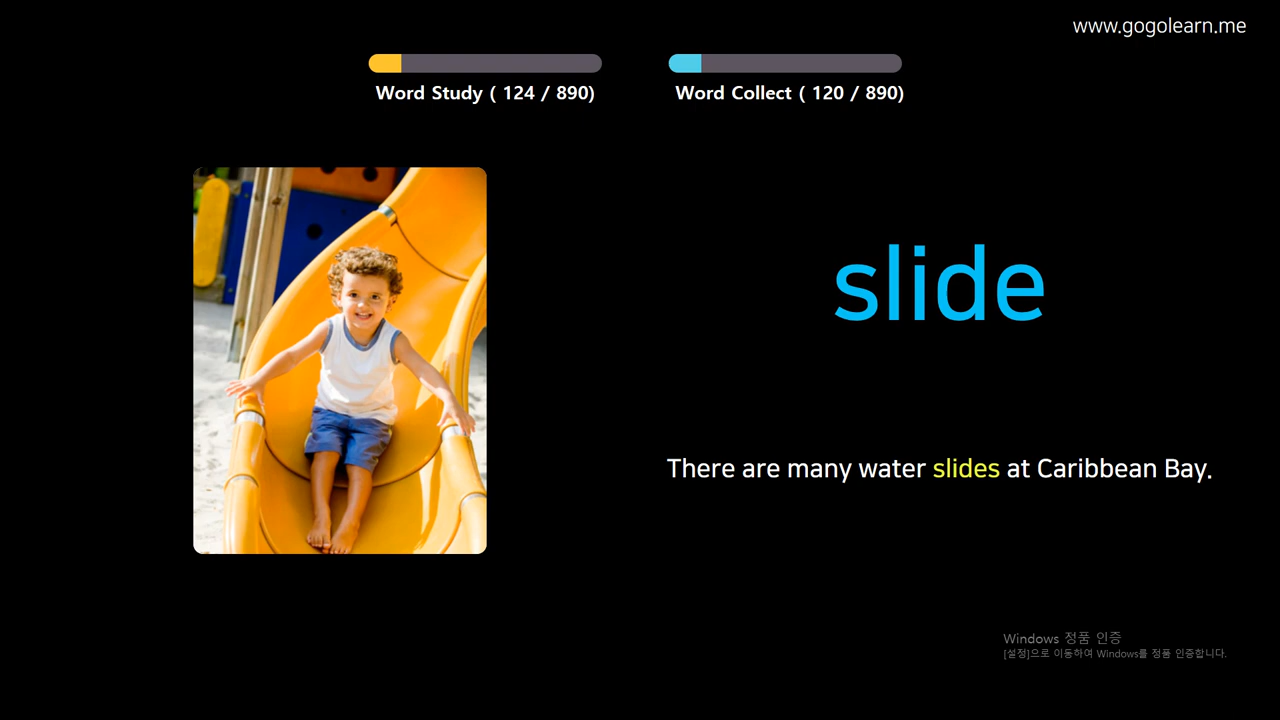 www.gogolearn.me
Word Study ( 124 / 890)
Word Collect ( 120 / 890)
slide
There are many water slides at Caribbean Bay.
Windows 정품 인증
[설정]으로 이동하여 Windows를 정품 인증합니다.